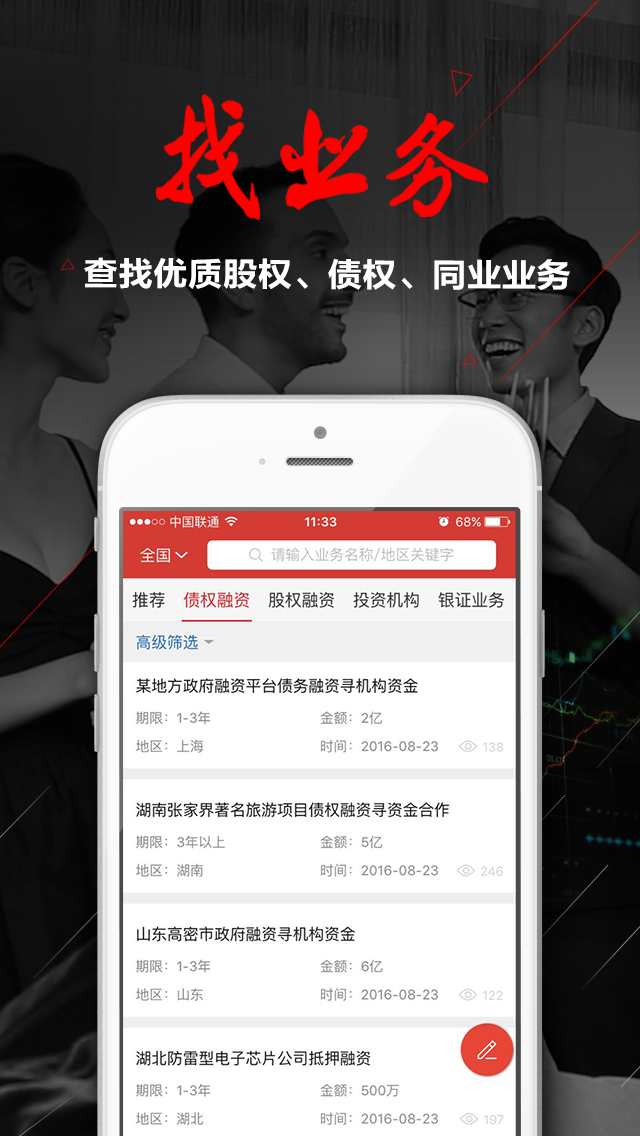 找业务
查找优质股权、债权、同业业务
中国联通 11:33 68%
全国 请输入业务名称/地区关键字
推荐 债权融资 股权融资 投资机构 银证业务
高级筛选
某地方政府融资平台债务融资寻机构资金
期限：1-3年 金额：2亿
地区：上海 时间：2016-08-23 138
湖南张家界著名旅游项目债权融资寻资金合作
期限：3年以上 金额：5亿
地区：湖南 时间：2016-08-23 246
山东高密市政府融资寻机构资金
期限：1-3年 金额：6亿
地区：山东 时间：2016-08-23 122
湖北防雷型电子芯片公司抵押融资
期限：1-3年 金额：500万
地区：湖北 时间：2016-08-23 197